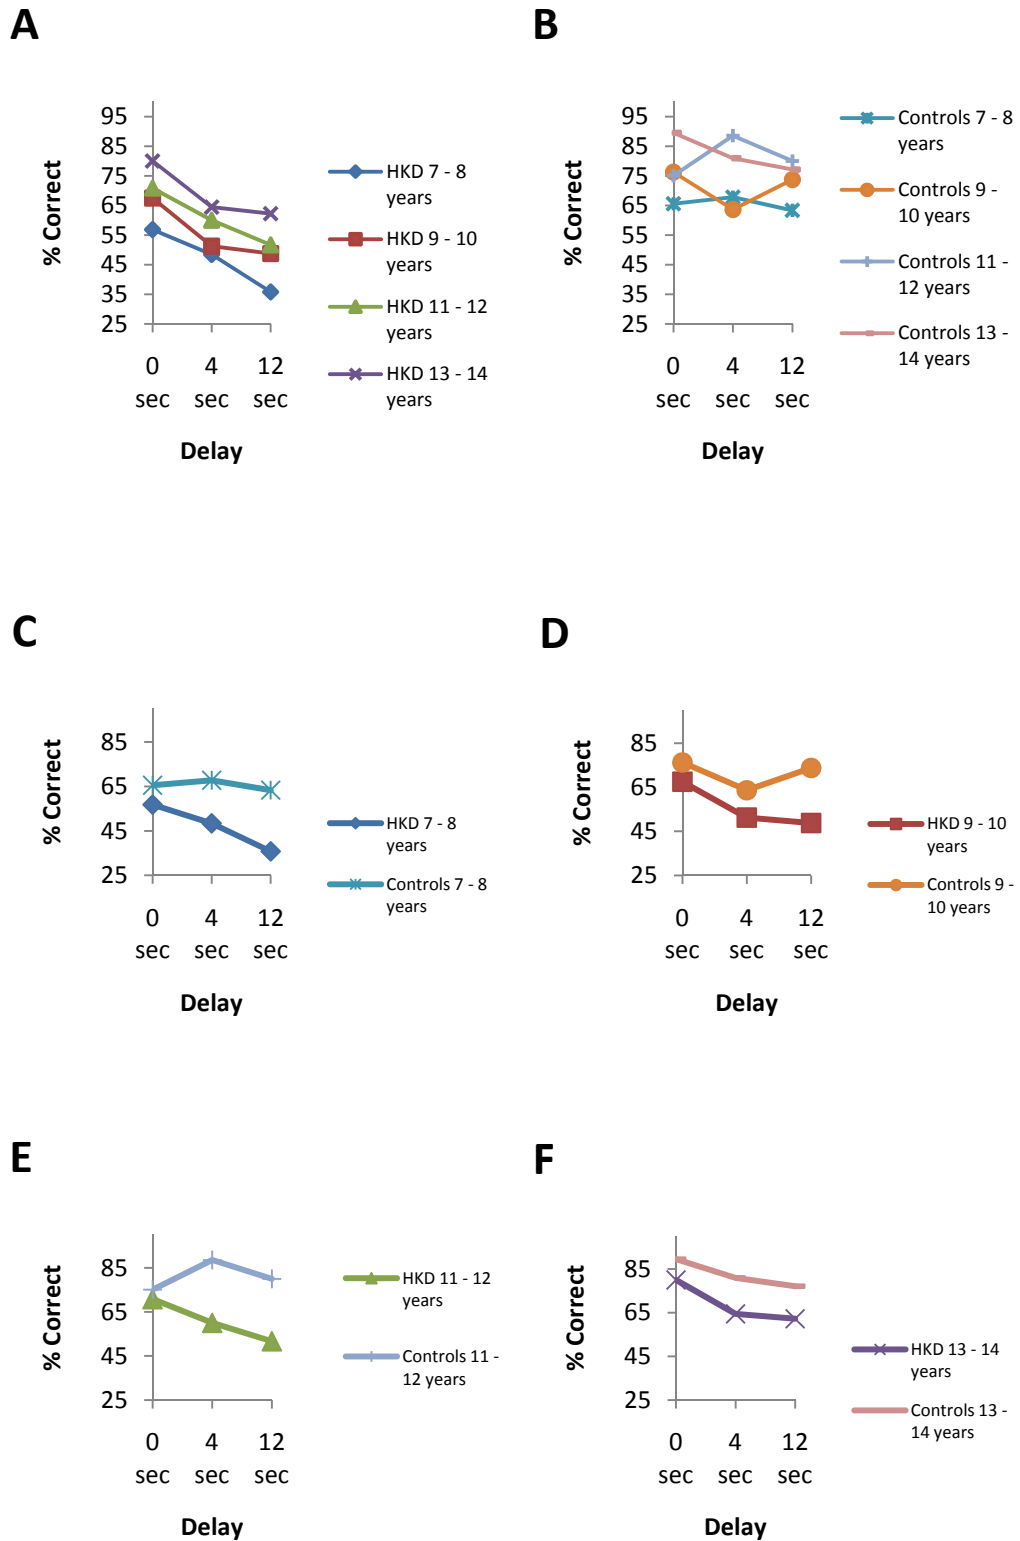 A
95
85
75
65
55
45
35
25
% Correct
0 4 12
sec sec sec
Delay
HKD 7 - 8
years
HKD 9 - 10
years
HKD 11 - 12
years
HKD 13 - 14
years
B
95
85
75
65
55
45
35
25
% Correct
0 4 12
sec sec sec
Delay
Controls 7 - 8
years
Controls 9 -
10 years
Controls 11 -
12 years
Controls 13 -
14 years
C
85
65
45
25
% Correct
0 4 12
sec sec sec
Delay
HKD 7 - 8
years
Controls 7 - 8
years
D
85
65
45
25
% Correct
0 4 12
sec sec sec
Delay
HKD 9 - 10
years
Controls 9 -
10 years
E
85
65
45
25
% Correct
0 4 12
sec sec sec
Delay
HKD 11 - 12
years
Controls 11 -
12 years
F
85
65
45
25
% Correct
0 4 12
sec sec sec
Delay
HKD 13 - 14
years
Controls 13 -
14 years